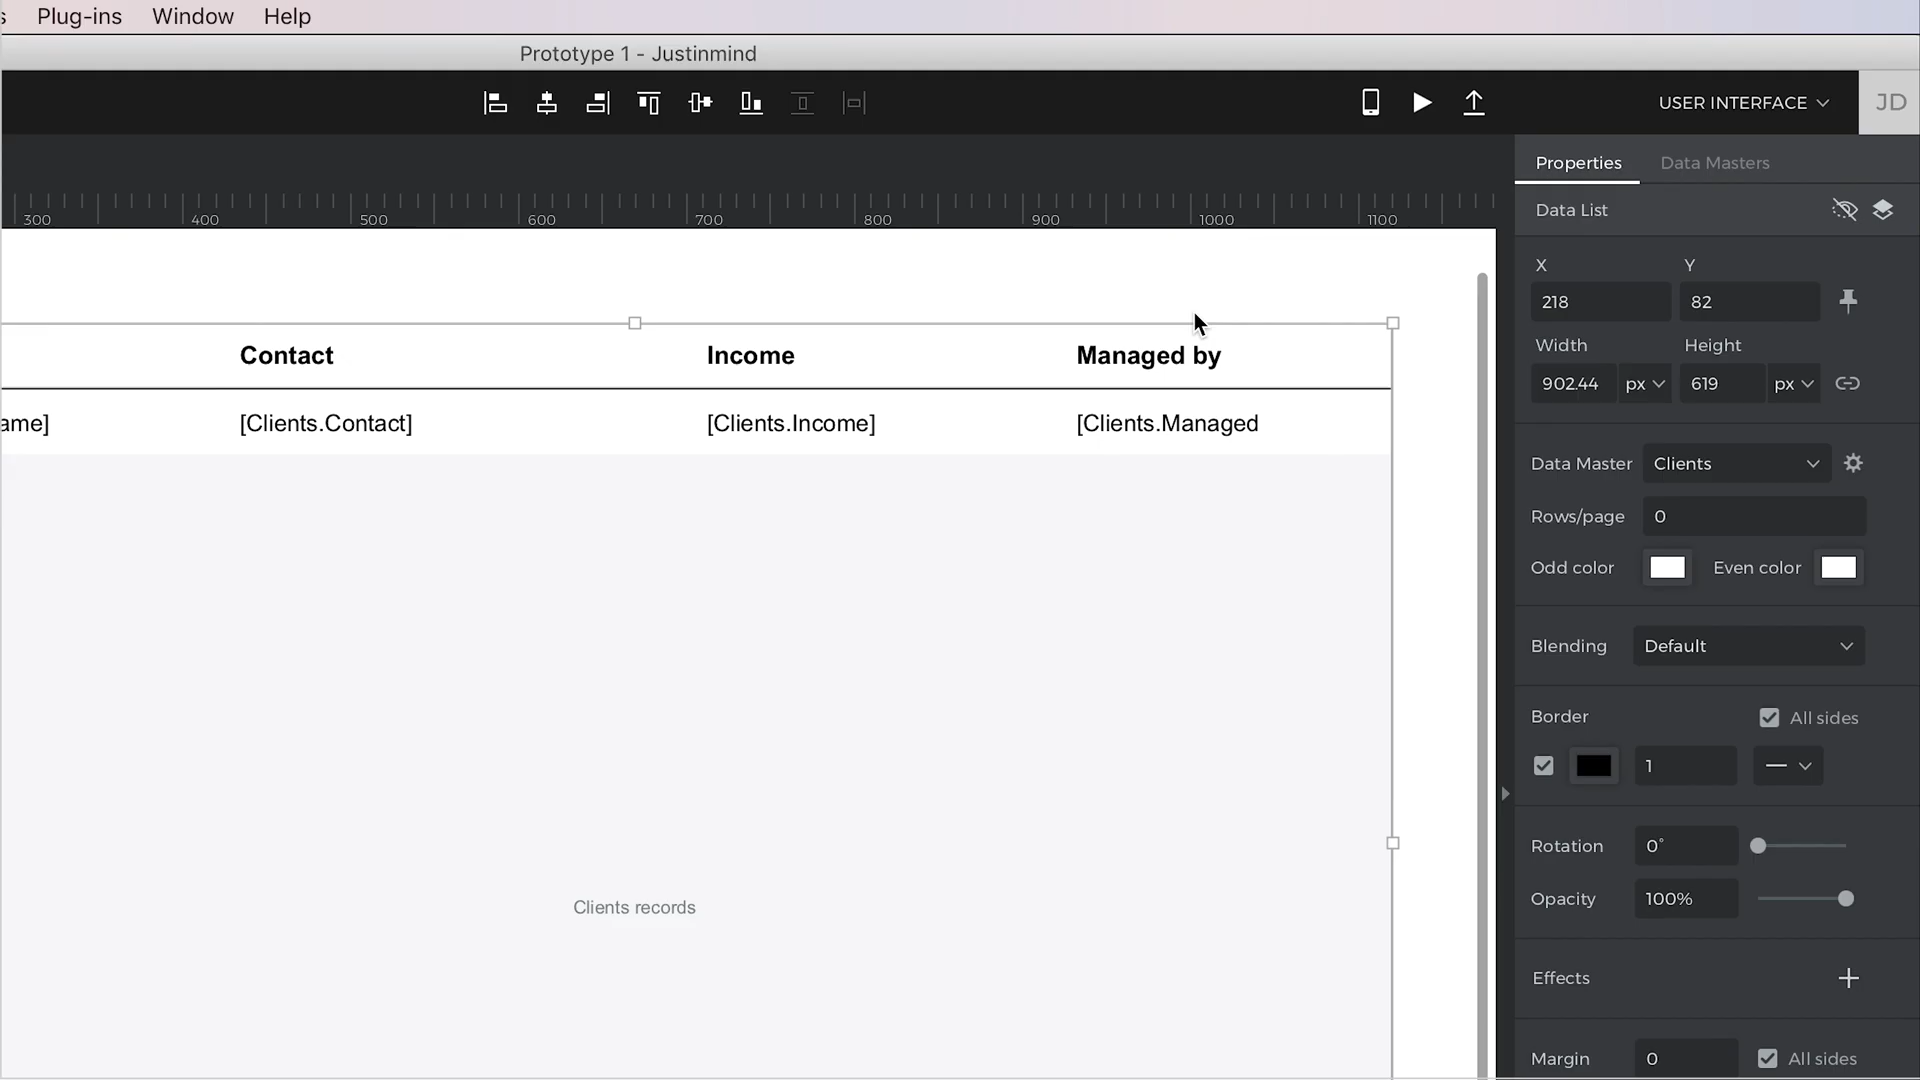 Plug-ins Window Help
Prototype 1 - Justinmind
USER INTERFACE JD
Properties Data Masters
300 400 500 600 700 800 900 1000 1100
Data List
X Y
218 82
Width Height
902.44 px 619 px
Contact Income Managed by
ame] [Clients.Contact] [Clients.Income] [Clients.Managed
Data Master Clients
Rows/page 0
Odd color Even color
Blending Default
Border All sides
1
Rotation 0°
Opacity 100%
Clients records
Effects
Margin 0 All sides